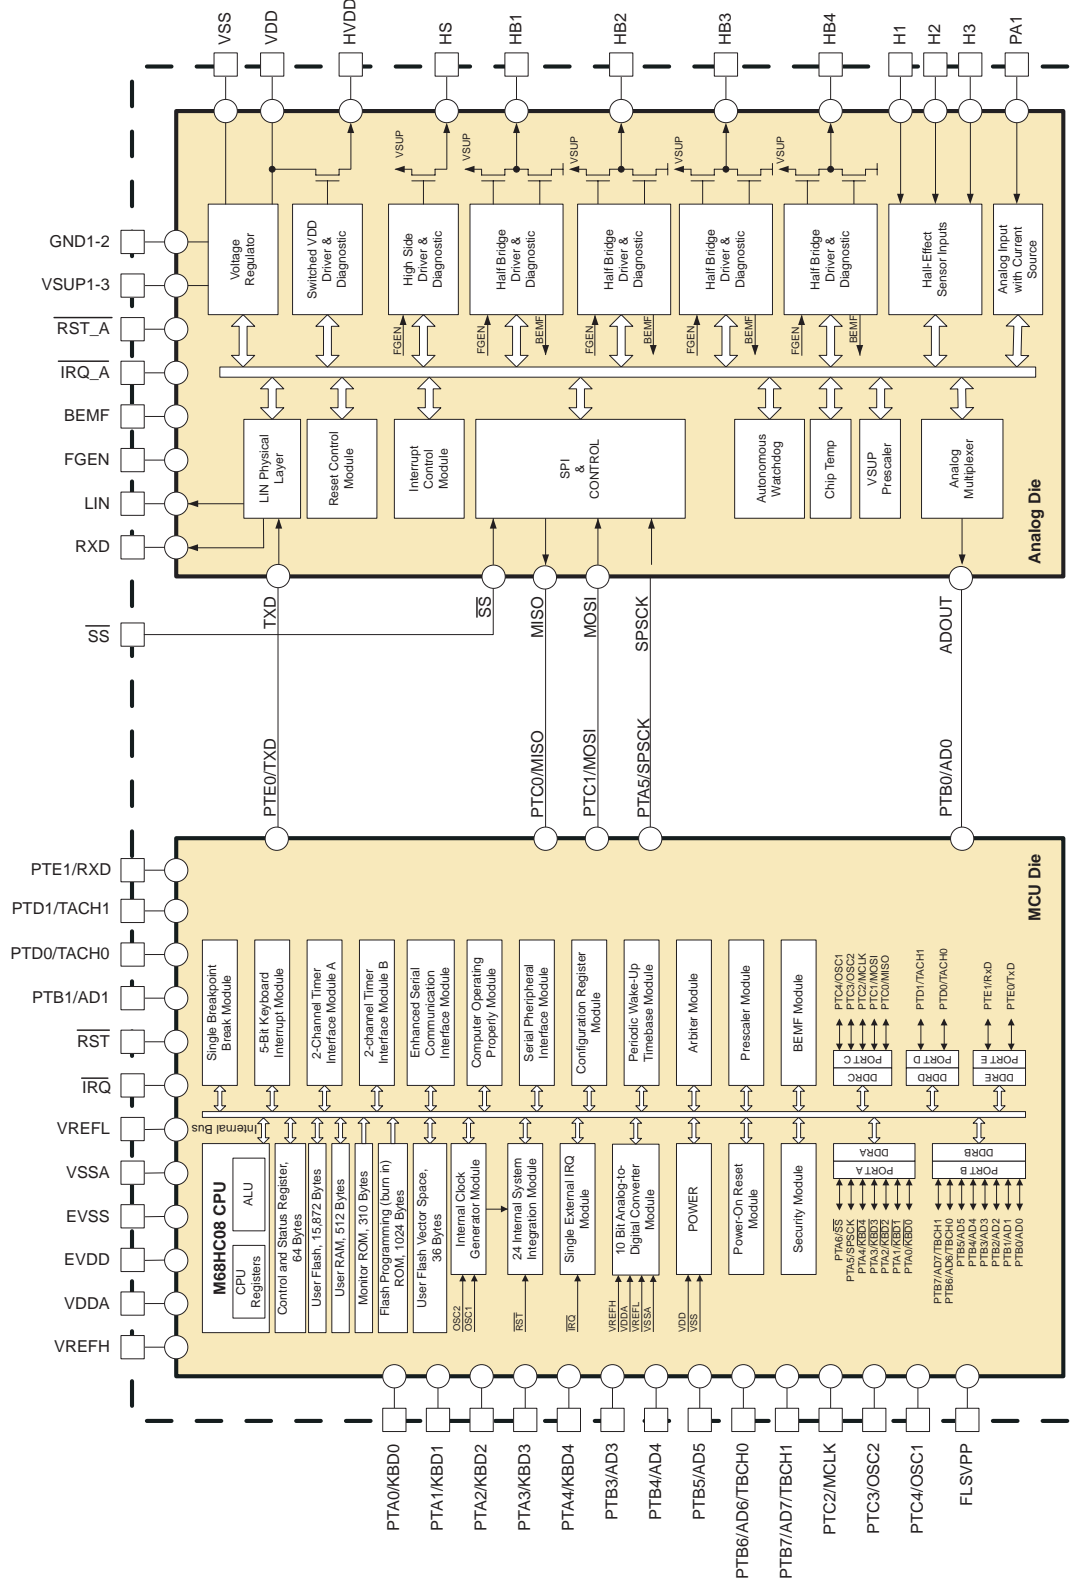 VSS
VDD
HVDD
HS
HB1
HB2
HB3
HB4
H1
H2
H3
PA1
GND1-2
VSUP1-3
RST_A
IRQ_A
BEMF
FGEN
LIN
RXD
SS
PTE1/RXD
PTD1/TACH1
PTD0/TACH0
PTB1/AD1
RST
IRQ
VREFL
VSSA
EVSS
EVDD
VDDA
VREFH
Voltage
Regulator
Switched VDD
Driver &
Diagnostic
VSUP
High Side
Driver &
Diagnostic
FGEN
VSUP
Half Bridge
Driver &
Diagnostic
FGEN
BEMF
VSUP
Half Bridge
Driver &
Diagnostic
FGEN
BEMF
VSUP
Half Bridge
Driver &
Diagnostic
FGEN
BEMF
VSUP
Half Bridge
Driver &
Diagnostic
FGEN
BEMF
Hall-Effect
Sensor Inputs
Analog Input
with Current
Source
LIN Physical
Layer
Reset Control
Module
Interrupt
Control
Module
SPI
&
CONTROL
Autonomous
Watchdog
Chip Temp
VSUP
Prescaler
Analog
Multiplexer
Analog Die
TXD
SS
MISO
MOSI
SPSCK
ADOUT
PTE0/TXD
PTC0/MISO
PTC1/MOSI
PTA5/SPSCK
PTB0/AD0
MCU Die
Single Breakpoint
Break Module
5-Bit Keyboard
Interrupt Module
2-Channel Timer
Interface Module A
2-channel Timer
Interface Module B
Enhanced Serial
Communication
Interface Module
Computer Operating
Properly Module
Serial Pheripheral
Interface Module
Configuration Register
Module
Periodic Wake-Up
Timebase Module
Arbiter Module
Prescaler Module
BEMF Module
PTC4/OSC1
PTC3/OSC2
PTC2/MCLK
PTC1/MOSI
PTC0/MISO
PORT C
DDRC
PTD1/TACH1
PTD0/TACH0
PORT D
DDRD
PTE1/RxD
PTE0/TxD
PORT E
DDRE
Internal Bus
M68HC08 CPU
CPU
Registers
ALU
Control and Status Register,
64 Bytes
User Flash, 15,872 Bytes
User RAM, 512 Bytes
Monitor ROM, 310 Bytes
Flash Programming (burn in)
ROM, 1024 Bytes
User Flash Vector Space,
36 Bytes
Internal Clock
Generator Module
OSC2
OSC1
24 Internal System
Integration Module
RST
Single External IRQ
Module
IRQ
10 Bit Analog-to-
Digital Converter
Module
VREFH
VDDA
VREFL
VSSA
POWER
VDD
VSS
Power-On Reset
Module
Security Module
DDRA
PORT A
PTA6/SS
PTA5/SPSCK
PTA4/KBD4
PTA3/KBD3
PTA2/KBD2
PTA1/KBD1
PTA0/KBD0
DDRB
PORT B
PTB7/AD7/TBCH1
PTB6/AD6/TBCH0
PTB5/AD5
PTB4/AD4
PTB3/AD3
PTB2/AD2
PTB1/AD1
PTB0/AD0
PTA0/KBD0
PTA1/KBD1
PTA2/KBD2
PTA3/KBD3
PTA4/KBD4
PTB3/AD3
PTB4/AD4
PTB5/AD5
PTB6/AD6/TBCH0
PTB7/AD7/TBCH1
PTC2/MCLK
PTC3/OSC2
PTC4/OSC1
FLSVPP